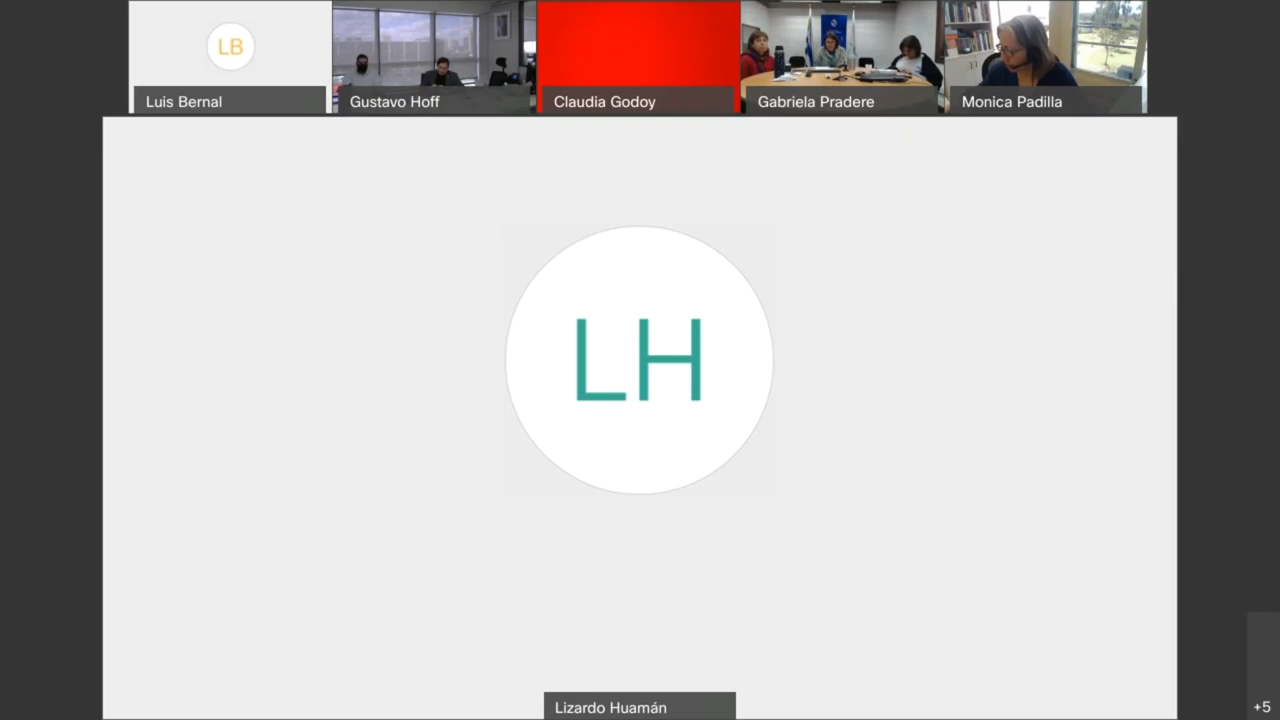 LB
Luis Bernal
Gustavo Hoff
Claudia Godoy
Gabriela Pradere
Monica Padilla
LH
Lizardo Huamán
+5